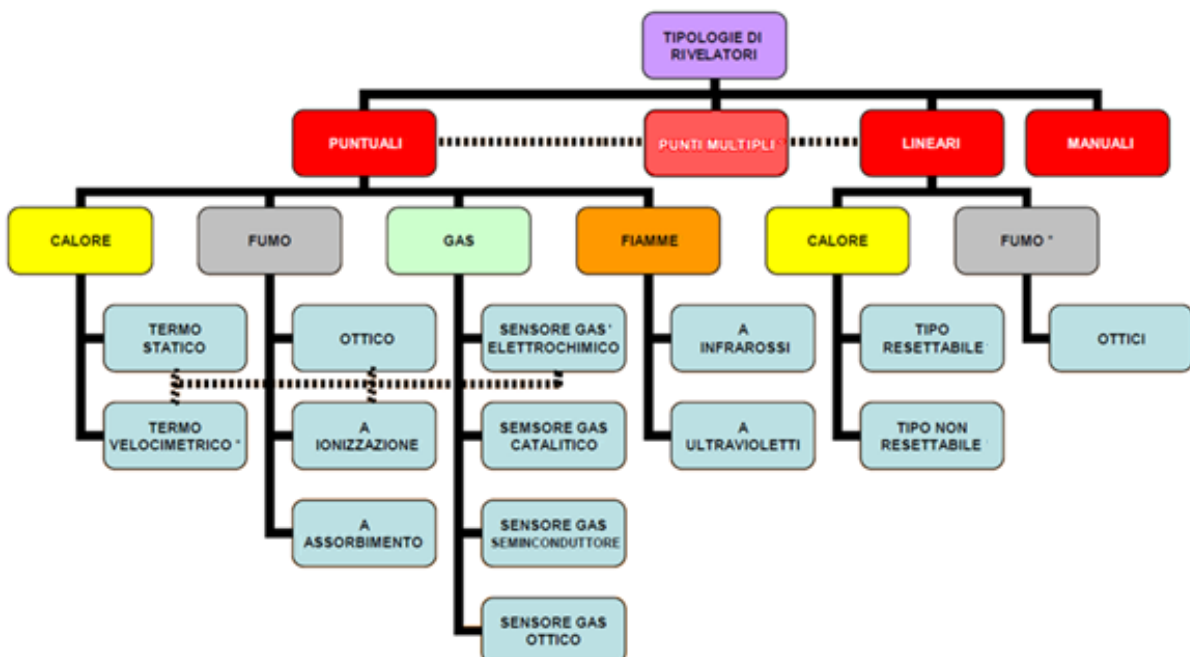 TIPOLOGIE DI
RIVELATORI
PUNTUALI
PUNTI MULTIPLI
LINEARI
MANUALI
CALORE
FUMO
GAS
FIAMME
CALORE
FUMO *
TERMO
STATICO
OTTICO
SENSORE GAS*
ELETTROCHIMICO
A
INFRAROSSI
TIPO
RESETTABILE
OTTICI
TERMO
VELOCIMETRICO *
A
IONIZZAZIONE
SEMSORE GAS
CATALITICO
A
ULTRAVIOLETTI
TIPO NON
RESETTABILE
A
ASSORBIMENTO
SENSORE GAS
SEMINCONDUTTORE
SENSORE GAS
OTTICO